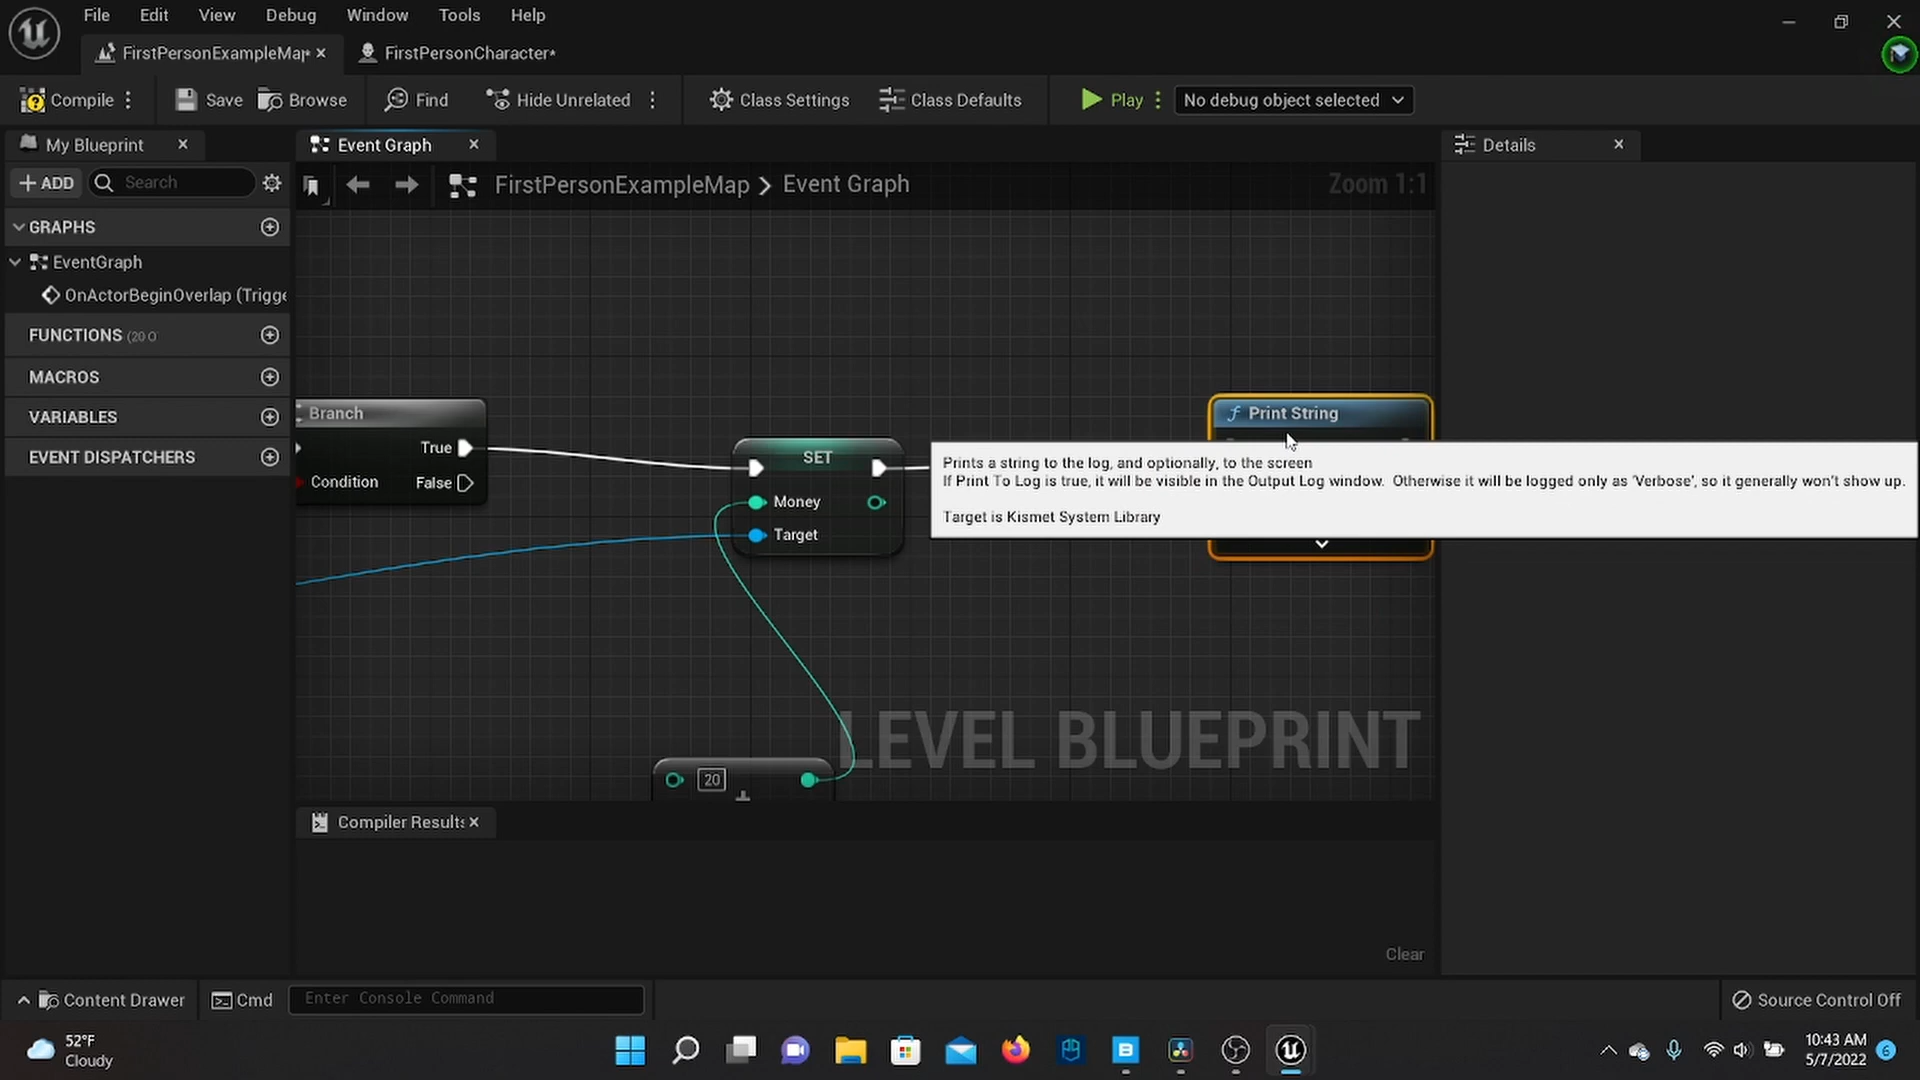 File Edit View Debug Window Tools Help
FirstPersonExampleMap*
FirstPersonCharacter*
Compile
Save
Browse
Find
Hide Unrelated
Class Settings
Class Defaults
Play
No debug object selected
My Blueprint
Event Graph
Details
ADD
Search
FirstPersonExampleMap > Event Graph
Zoom 1:1
GRAPHS
EventGraph
OnActorBeginOverlap (Trigge
FUNCTIONS (20 O
MACROS
VARIABLES
EVENT DISPATCHERS
Branch
True
Condition
False
SET
Money
Target
Print String
Prints a string to the log, and optionally, to the screen
If Print To Log is true, it will be visible in the Output Log window. Otherwise it will be logged only as 'Verbose', so it generally won't show up.
Target is Kismet System Library
20
LEVEL BLUEPRINT
Compiler Results
Clear
Content Drawer
Cmd
Enter Console Command
Source Control Off
52°F
Cloudy
10:43 AM
5/7/2022
6